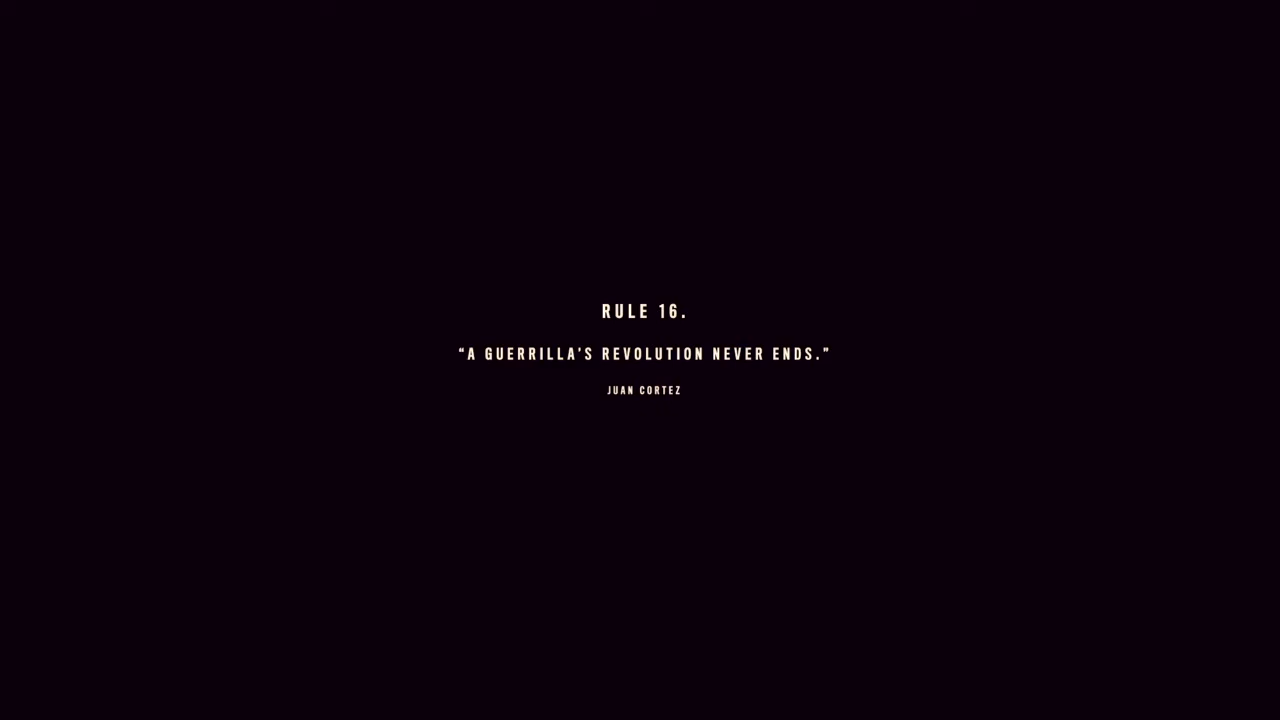 RULE 16.
“A GUERRILLA’S REVOLUTION NEVER ENDS.”
JUAN CORTEZ